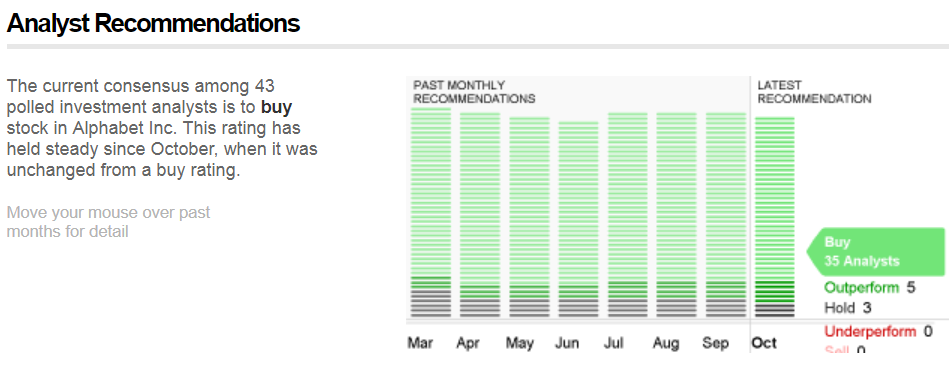 Analyst Recommendations
The current consensus among 43
polled investment analysts is to buy
stock in Alphabet Inc. This rating has
held steady since October, when it was
unchanged from a buy rating.
Move your mouse over past
months for detail
PAST MONTHLY
RECOMMENDATIONS
LATEST
RECOMMENDATION
Buy
35 Analysts
Outperform 5
Hold 3
Underperform 0
Sell 0
Mar Apr May Jun Jul Aug Sep Oct